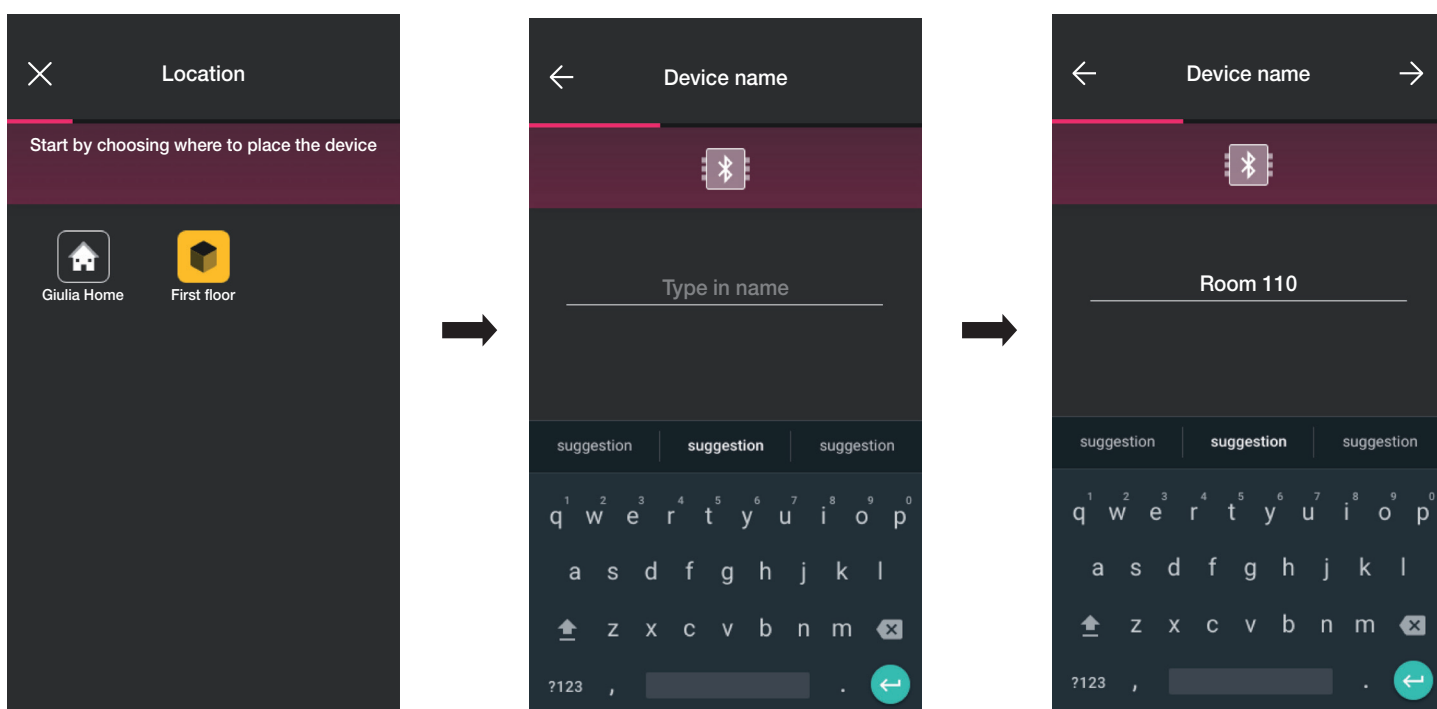 Location
Start by choosing where to place the device
Giulia Home
First floor
Device name
Type in name
suggestion suggestion suggestion
1 2 3 4 5 6 7 8 9 0
q w e r t y u i o p
a s d f g h j k l
z x c v b n m
?123 , .
Device name
Room 110
suggestion suggestion suggestion
1 2 3 4 5 6 7 8 9 0
q w e r t y u i o p
a s d f g h j k l
z x c v b n m
?123 , .